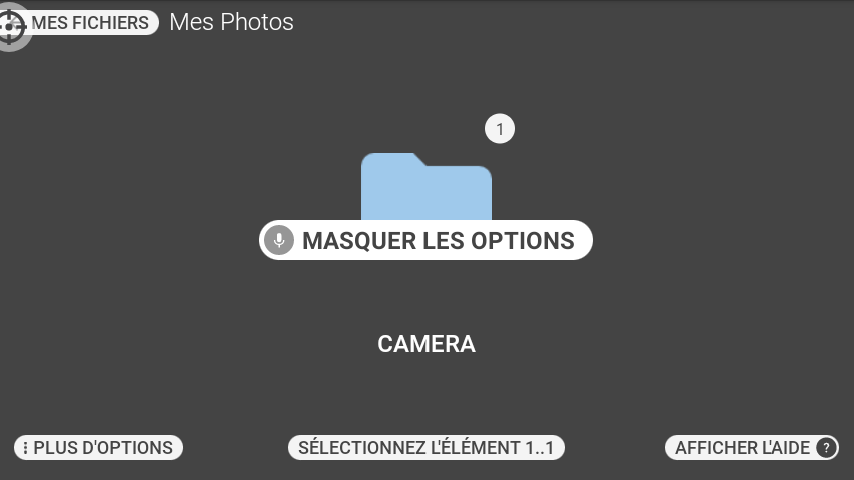 MES FICHIERS Mes Photos
1
MASQUER LES OPTIONS
CAMERA
PLUS D'OPTIONS SÉLECTIONNEZ L'ÉLÉMENT 1..1 AFFICHER L'AIDE ?